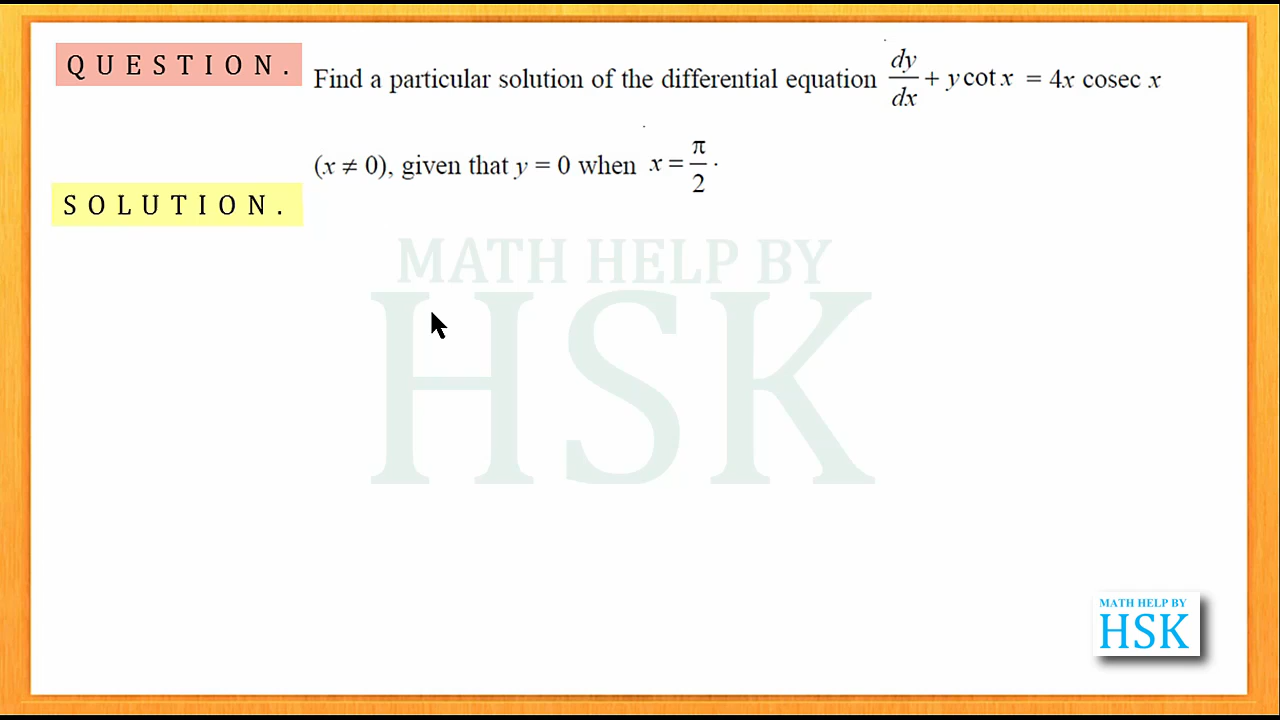 QUESTION.
Find a particular solution of the differential equation dy/dx + y cot x = 4x cosec x
(x ≠ 0), given that y = 0 when x = π/2 .
SOLUTION.
MATH HELP BY
HSK
MATH HELP BY
HSK